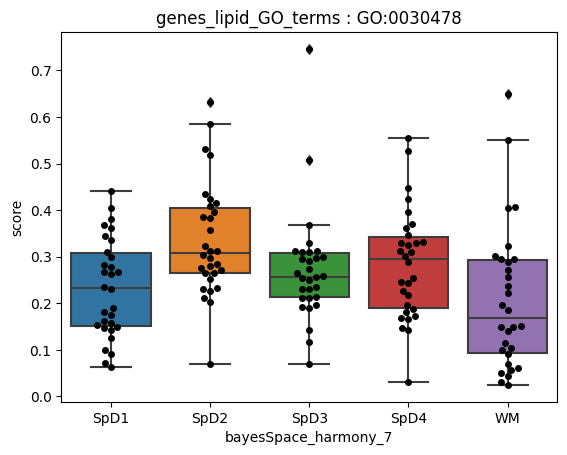 genes_lipid_GO_terms : GO:0030478
score
0.7
0.6
0.5
0.4
0.3
0.2
0.1
0.0
SpD1 SpD2 SpD3 SpD4 WM
bayesSpace_harmony_7